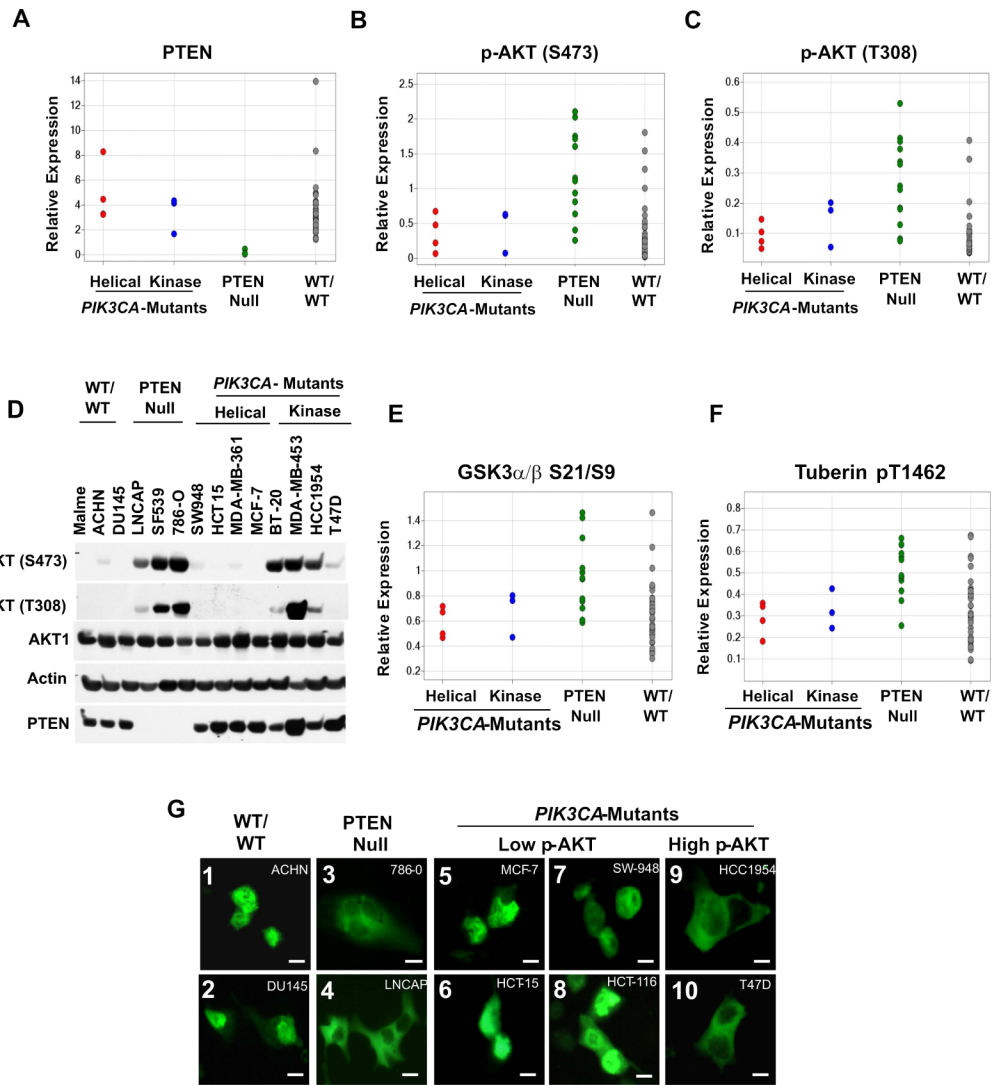 A
PTEN
Relative Expression
14
12
10
8
6
4
2
0
Helical Kinase
PIK3CA-Mutants
PTEN
Null
WT/
WT
B
p-AKT (S473)
Relative Expression
2.5
2
1.5
1
0.5
0
Helical Kinase
PIK3CA-Mutants
PTEN
Null
WT/
WT
C
p-AKT (T308)
Relative Expression
0.6
0.5
0.4
0.3
0.2
0.1
Helical Kinase
PIK3CA-Mutants
PTEN
Null
WT/
WT
D
WT/
WT
PTEN
Null
PIK3CA- Mutants
Helical
Kinase
Malme
ACHN
DU145
LNCAP
SF539
786-O
SW948
HCT15
MDA-MB-361
MCF-7
BT-20
MDA-MB-453
HCC1954
T47D
KT (S473)
KT (T308)
AKT1
Actin
PTEN
E
GSK3α/β S21/S9
Relative Expression
1.4
1.2
1
0.8
0.6
0.4
0.2
Helical Kinase
PIK3CA-Mutants
PTEN
Null
WT/
WT
F
Tuberin pT1462
Relative Expression
0.8
0.7
0.6
0.5
0.4
0.3
0.2
0.1
Helical Kinase
PIK3CA-Mutants
PTEN
Null
WT/
WT
G
WT/
WT
PTEN
Null
PIK3CA-Mutants
Low p-AKT
High p-AKT
1 ACHN
3 786-0
5 MCF-7
7 SW-948
9 HCC1954
2 DU145
4 LNCAP
6 HCT-15
8 HCT-116
10 T47D